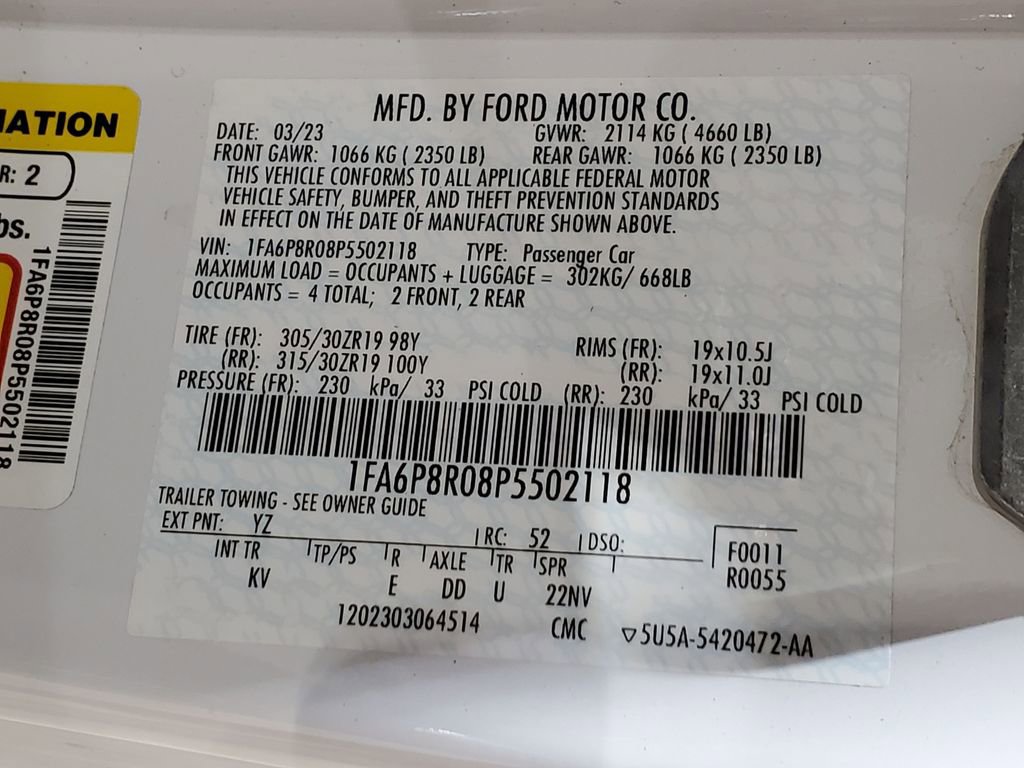 MFD. BY FORD MOTOR CO.
DATE: 03/23 GVWR: 2114 KG ( 4660 LB)
FRONT GAWR: 1066 KG ( 2350 LB) REAR GAWR: 1066 KG ( 2350 LB)
THIS VEHICLE CONFORMS TO ALL APPLICABLE FEDERAL MOTOR
VEHICLE SAFETY, BUMPER, AND THEFT PREVENTION STANDARDS
IN EFFECT ON THE DATE OF MANUFACTURE SHOWN ABOVE.
VIN: 1FA6P8R08P5502118 TYPE: Passenger Car
MAXIMUM LOAD = OCCUPANTS + LUGGAGE = 302KG/ 668LB
OCCUPANTS = 4 TOTAL; 2 FRONT, 2 REAR
TIRE (FR): 305/30ZR19 98Y RIMS (FR): 19x10.5J
(RR): 315/30ZR19 100Y (RR): 19x11.0J
PRESSURE (FR): 230 kPa/ 33 PSI COLD (RR): 230 kPa/ 33 PSI COLD
1FA6P8R08P5502118
TRAILER TOWING - SEE OWNER GUIDE
EXT PNT: YZ RC: 52 DSO: F0011
INT TR TP/PS R AXLE TR SPR R0055
KV E DD U 22NV
1202303064514 CMC ▽5U5A-5420472-AA
MATION
R: 2
bs.
1FA6P8R08P5502118